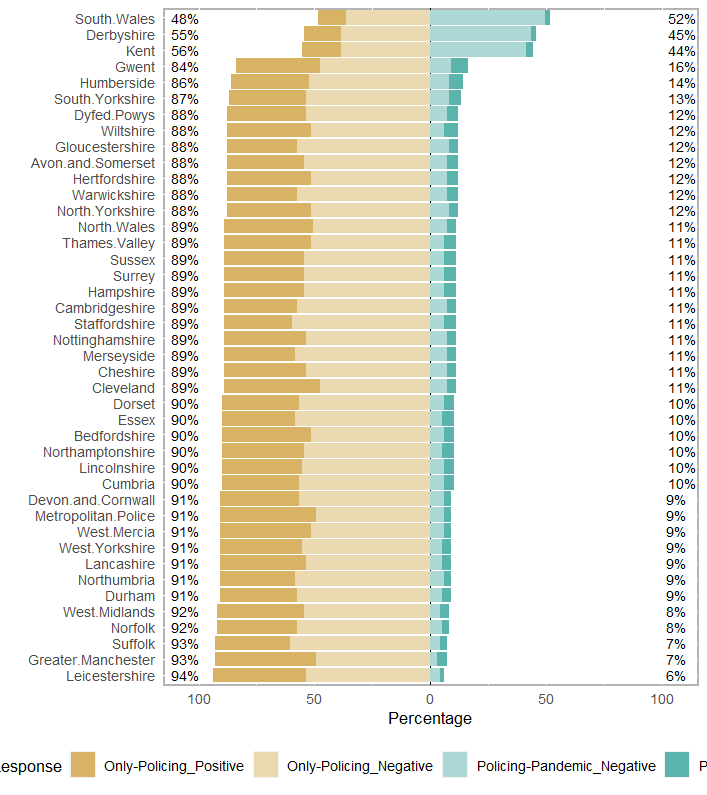 South.Wales 48% 52%
Derbyshire 55% 45%
Kent 56% 44%
Gwent 84% 16%
Humberside 86% 14%
South.Yorkshire 87% 13%
Dyfed.Powys 88% 12%
Wiltshire 88% 12%
Gloucestershire 88% 12%
Avon.and.Somerset 88% 12%
Hertfordshire 88% 12%
Warwickshire 88% 12%
North.Yorkshire 88% 12%
North.Wales 89% 11%
Thames.Valley 89% 11%
Sussex 89% 11%
Surrey 89% 11%
Hampshire 89% 11%
Cambridgeshire 89% 11%
Staffordshire 89% 11%
Nottinghamshire 89% 11%
Merseyside 89% 11%
Cheshire 89% 11%
Cleveland 89% 11%
Dorset 90% 10%
Essex 90% 10%
Bedfordshire 90% 10%
Northamptonshire 90% 10%
Lincolnshire 90% 10%
Cumbria 90% 10%
Devon.and.Cornwall 91% 9%
Metropolitan.Police 91% 9%
West.Mercia 91% 9%
West.Yorkshire 91% 9%
Lancashire 91% 9%
Northumbria 91% 9%
Durham 91% 9%
West.Midlands 92% 8%
Norfolk 92% 8%
Suffolk 93% 7%
Greater.Manchester 93% 7%
Leicestershire 94% 6%
100 50 0 50 100
Percentage
esponse Only-Policing_Positive Only-Policing_Negative Policing-Pandemic_Negative P